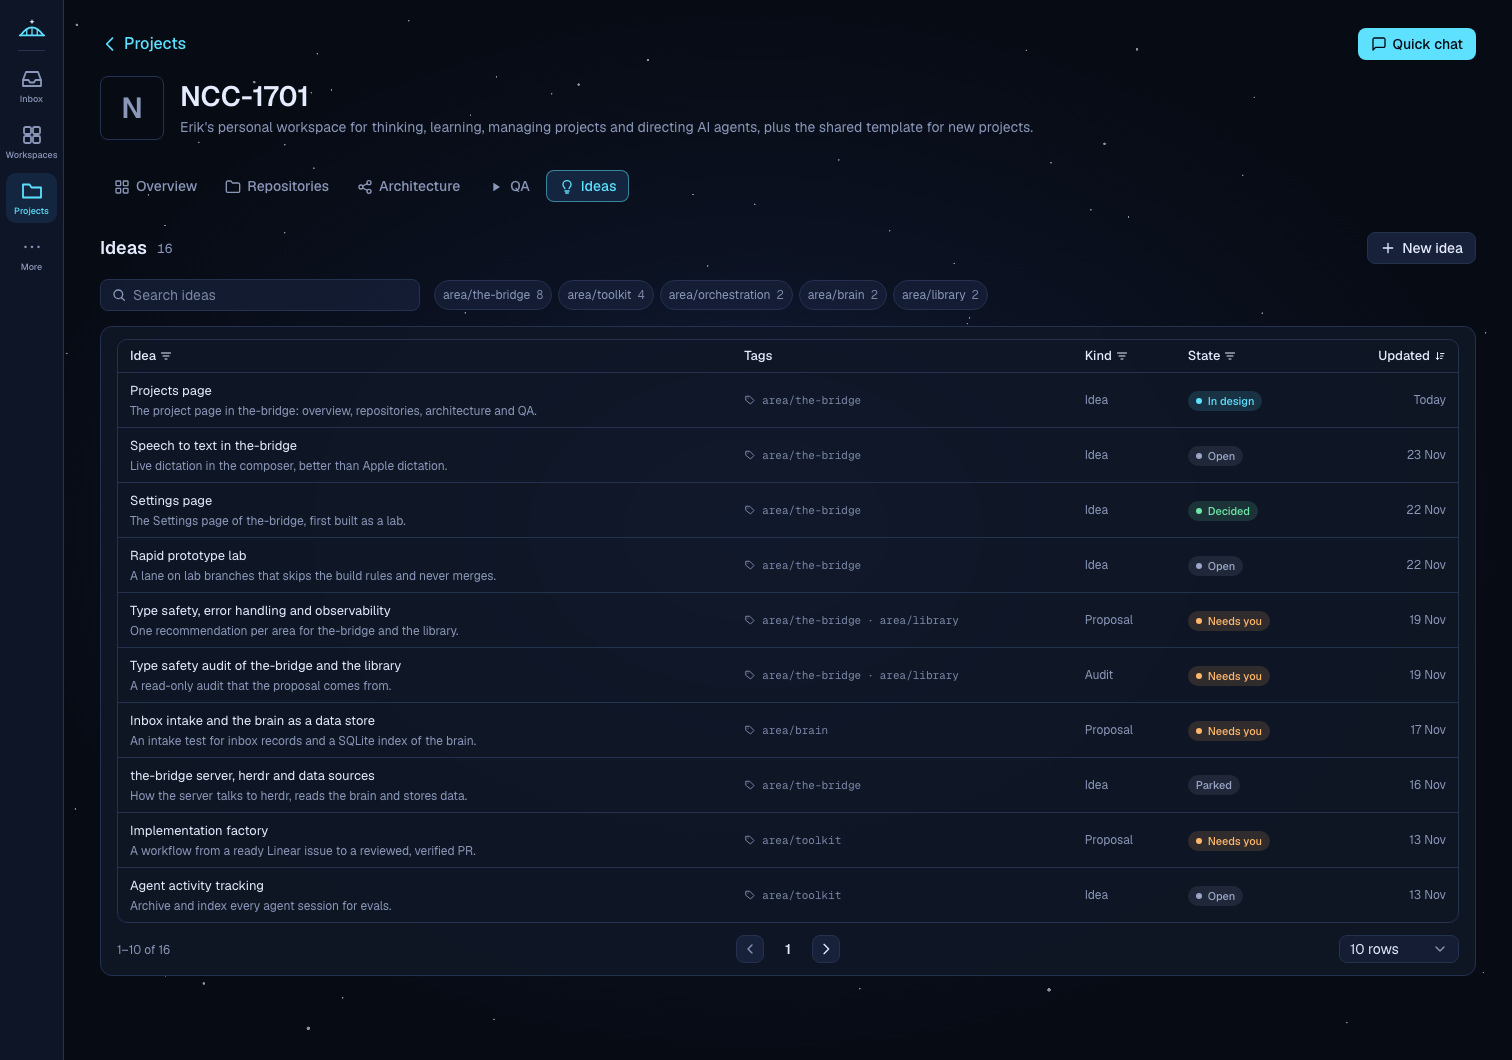 Inbox
Workspaces
Projects
More
Projects
Quick chat
N
NCC-1701
Erik's personal workspace for thinking, learning, managing projects and directing AI agents, plus the shared template for new projects.
Overview Repositories Architecture QA Ideas
Ideas 16
New idea
Search ideas
area/the-bridge 8 area/toolkit 4 area/orchestration 2 area/brain 2 area/library 2
Idea Tags Kind State Updated
Projects page
The project page in the-bridge: overview, repositories, architecture and QA.
area/the-bridge Idea In design Today
Speech to text in the-bridge
Live dictation in the composer, better than Apple dictation.
area/the-bridge Idea Open 23 Nov
Settings page
The Settings page of the-bridge, first built as a lab.
area/the-bridge Idea Decided 22 Nov
Rapid prototype lab
A lane on lab branches that skips the build rules and never merges.
area/the-bridge Idea Open 22 Nov
Type safety, error handling and observability
One recommendation per area for the-bridge and the library.
area/the-bridge · area/library Proposal Needs you 19 Nov
Type safety audit of the-bridge and the library
A read-only audit that the proposal comes from.
area/the-bridge · area/library Audit Needs you 19 Nov
Inbox intake and the brain as a data store
An intake test for inbox records and a SQLite index of the brain.
area/brain Proposal Needs you 17 Nov
the-bridge server, herdr and data sources
How the server talks to herdr, reads the brain and stores data.
area/the-bridge Idea Parked 16 Nov
Implementation factory
A workflow from a ready Linear issue to a reviewed, verified PR.
area/toolkit Proposal Needs you 13 Nov
Agent activity tracking
Archive and index every agent session for evals.
area/toolkit Idea Open 13 Nov
1–10 of 16
1
10 rows